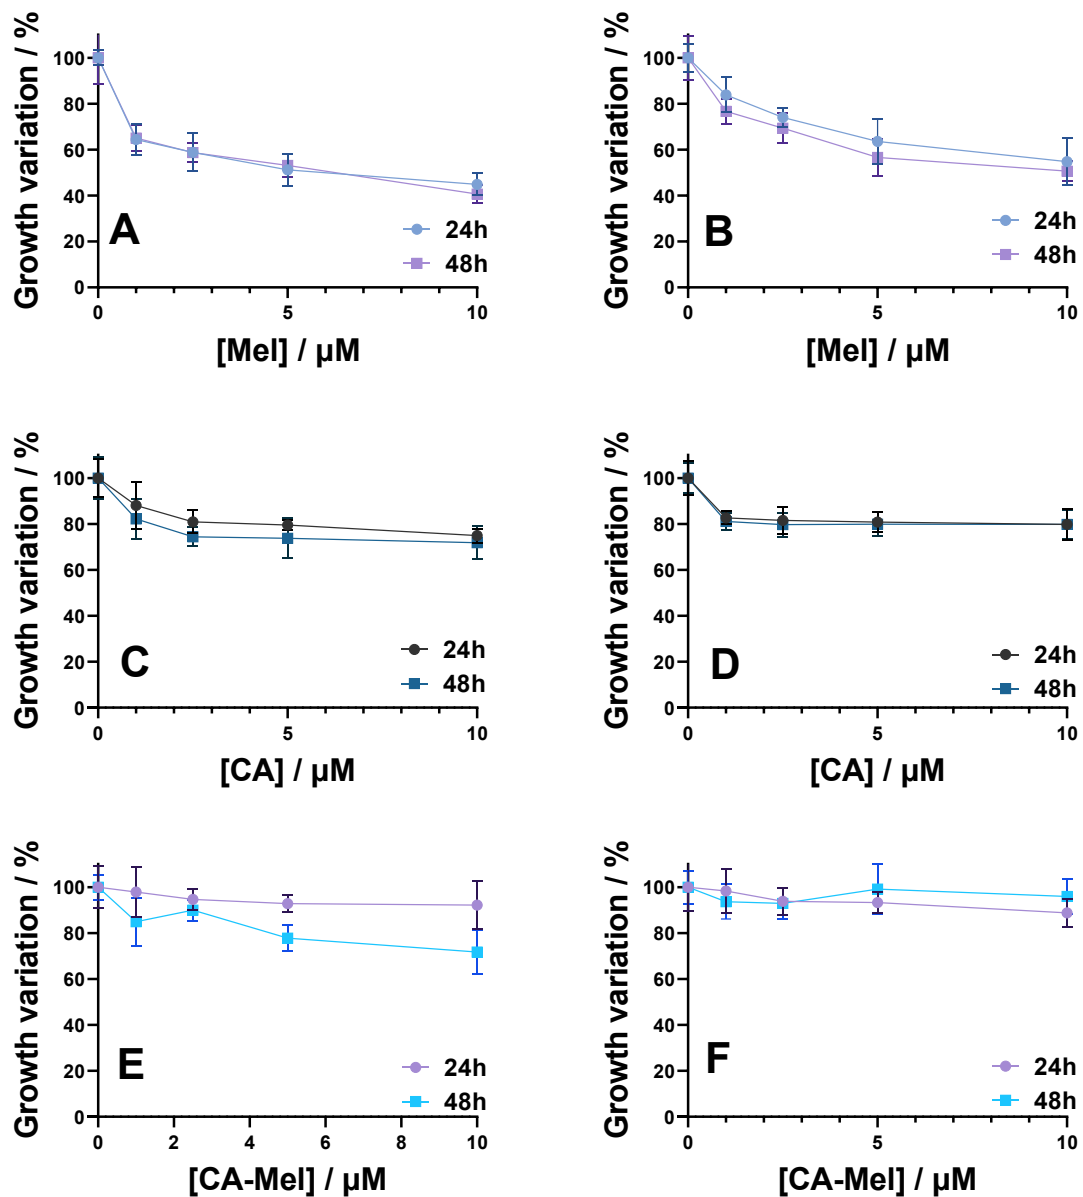 Growth variation / %
100
80
60
40
20
0
A
24h
48h
0 5 10
[Mel] / µM
Growth variation / %
100
80
60
40
20
0
B
24h
48h
0 5 10
[Mel] / µM
Growth variation / %
100
80
60
40
20
0
C
24h
48h
0 5 10
[CA] / µM
Growth variation / %
100
80
60
40
20
0
D
24h
48h
0 5 10
[CA] / µM
Growth variation / %
100
80
60
40
20
0
E
24h
48h
0 2 4 6 8 10
[CA-Mel] / µM
Growth variation / %
100
80
60
40
20
0
F
24h
48h
0 5 10
[CA-Mel] / µM